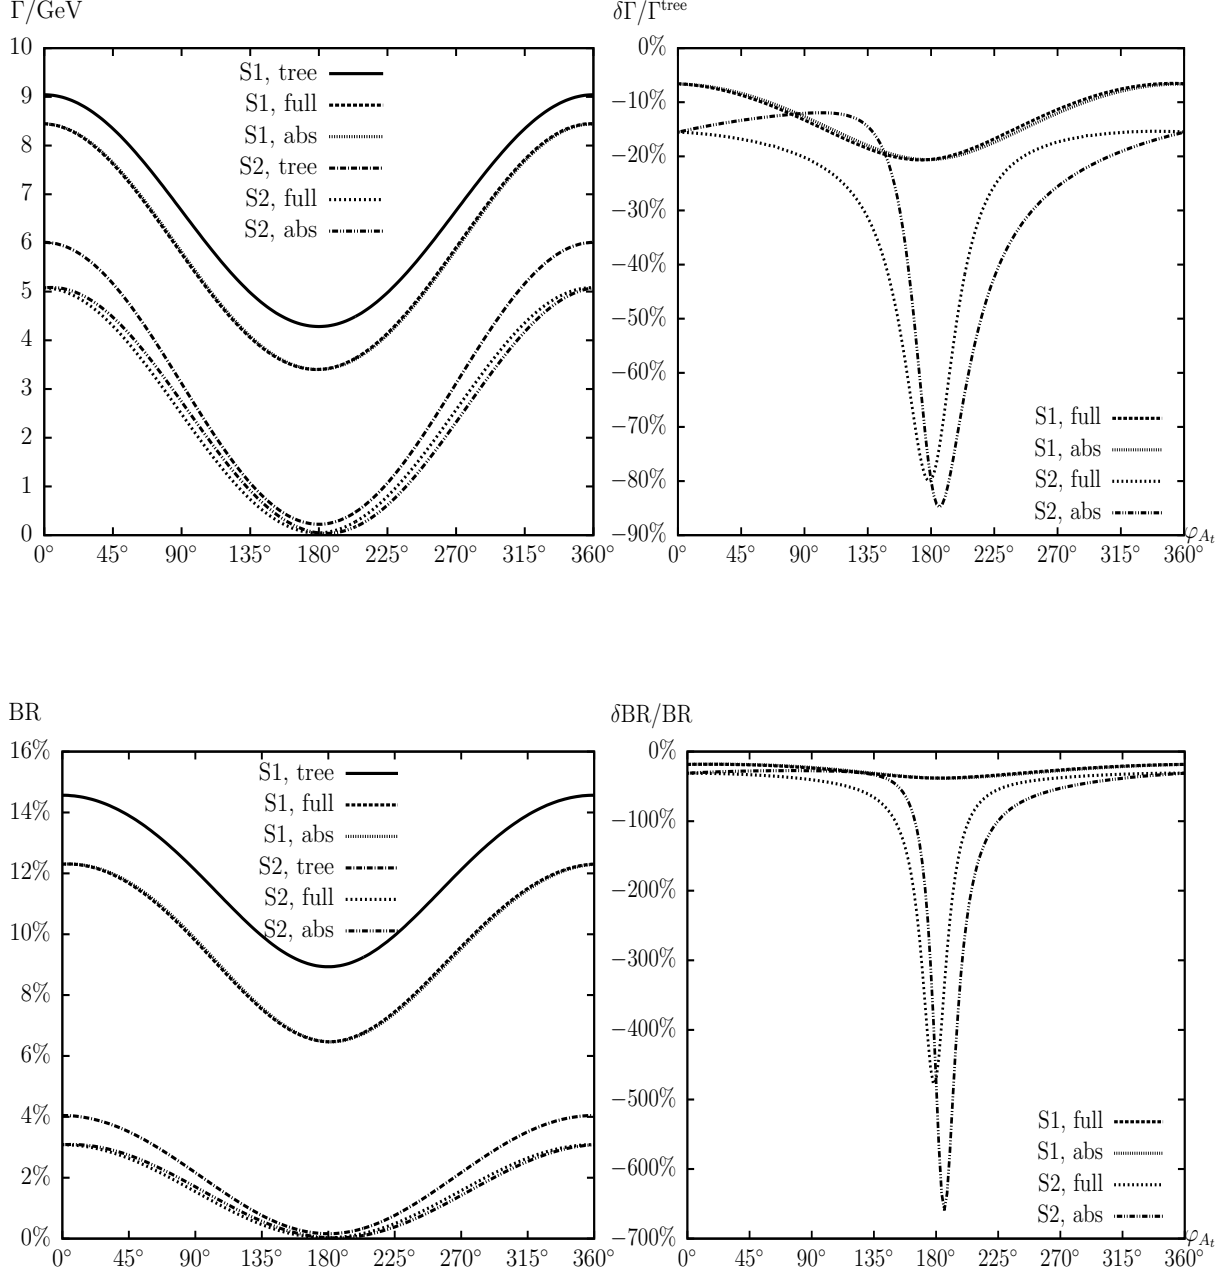 Γ/GeV
10
9
8
7
6
5
4
3
2
1
0
S1, tree
S1, full
S1, abs
S2, tree
S2, full
S2, abs
0° 45° 90° 135° 180° 225° 270° 315° 360°
δΓ/Γ^tree
0%
−10%
−20%
−30%
−40%
−50%
−60%
−70%
−80%
−90%
S1, full
S1, abs
S2, full
S2, abs
0° 45° 90° 135° 180° 225° 270° 315° 360°
φ_{A_t}
BR
16%
14%
12%
10%
8%
6%
4%
2%
0%
S1, tree
S1, full
S1, abs
S2, tree
S2, full
S2, abs
0° 45° 90° 135° 180° 225° 270° 315° 360°
δBR/BR
0%
−100%
−200%
−300%
−400%
−500%
−600%
−700%
S1, full
S1, abs
S2, full
S2, abs
0° 45° 90° 135° 180° 225° 270° 315° 360°
φ_{A_t}